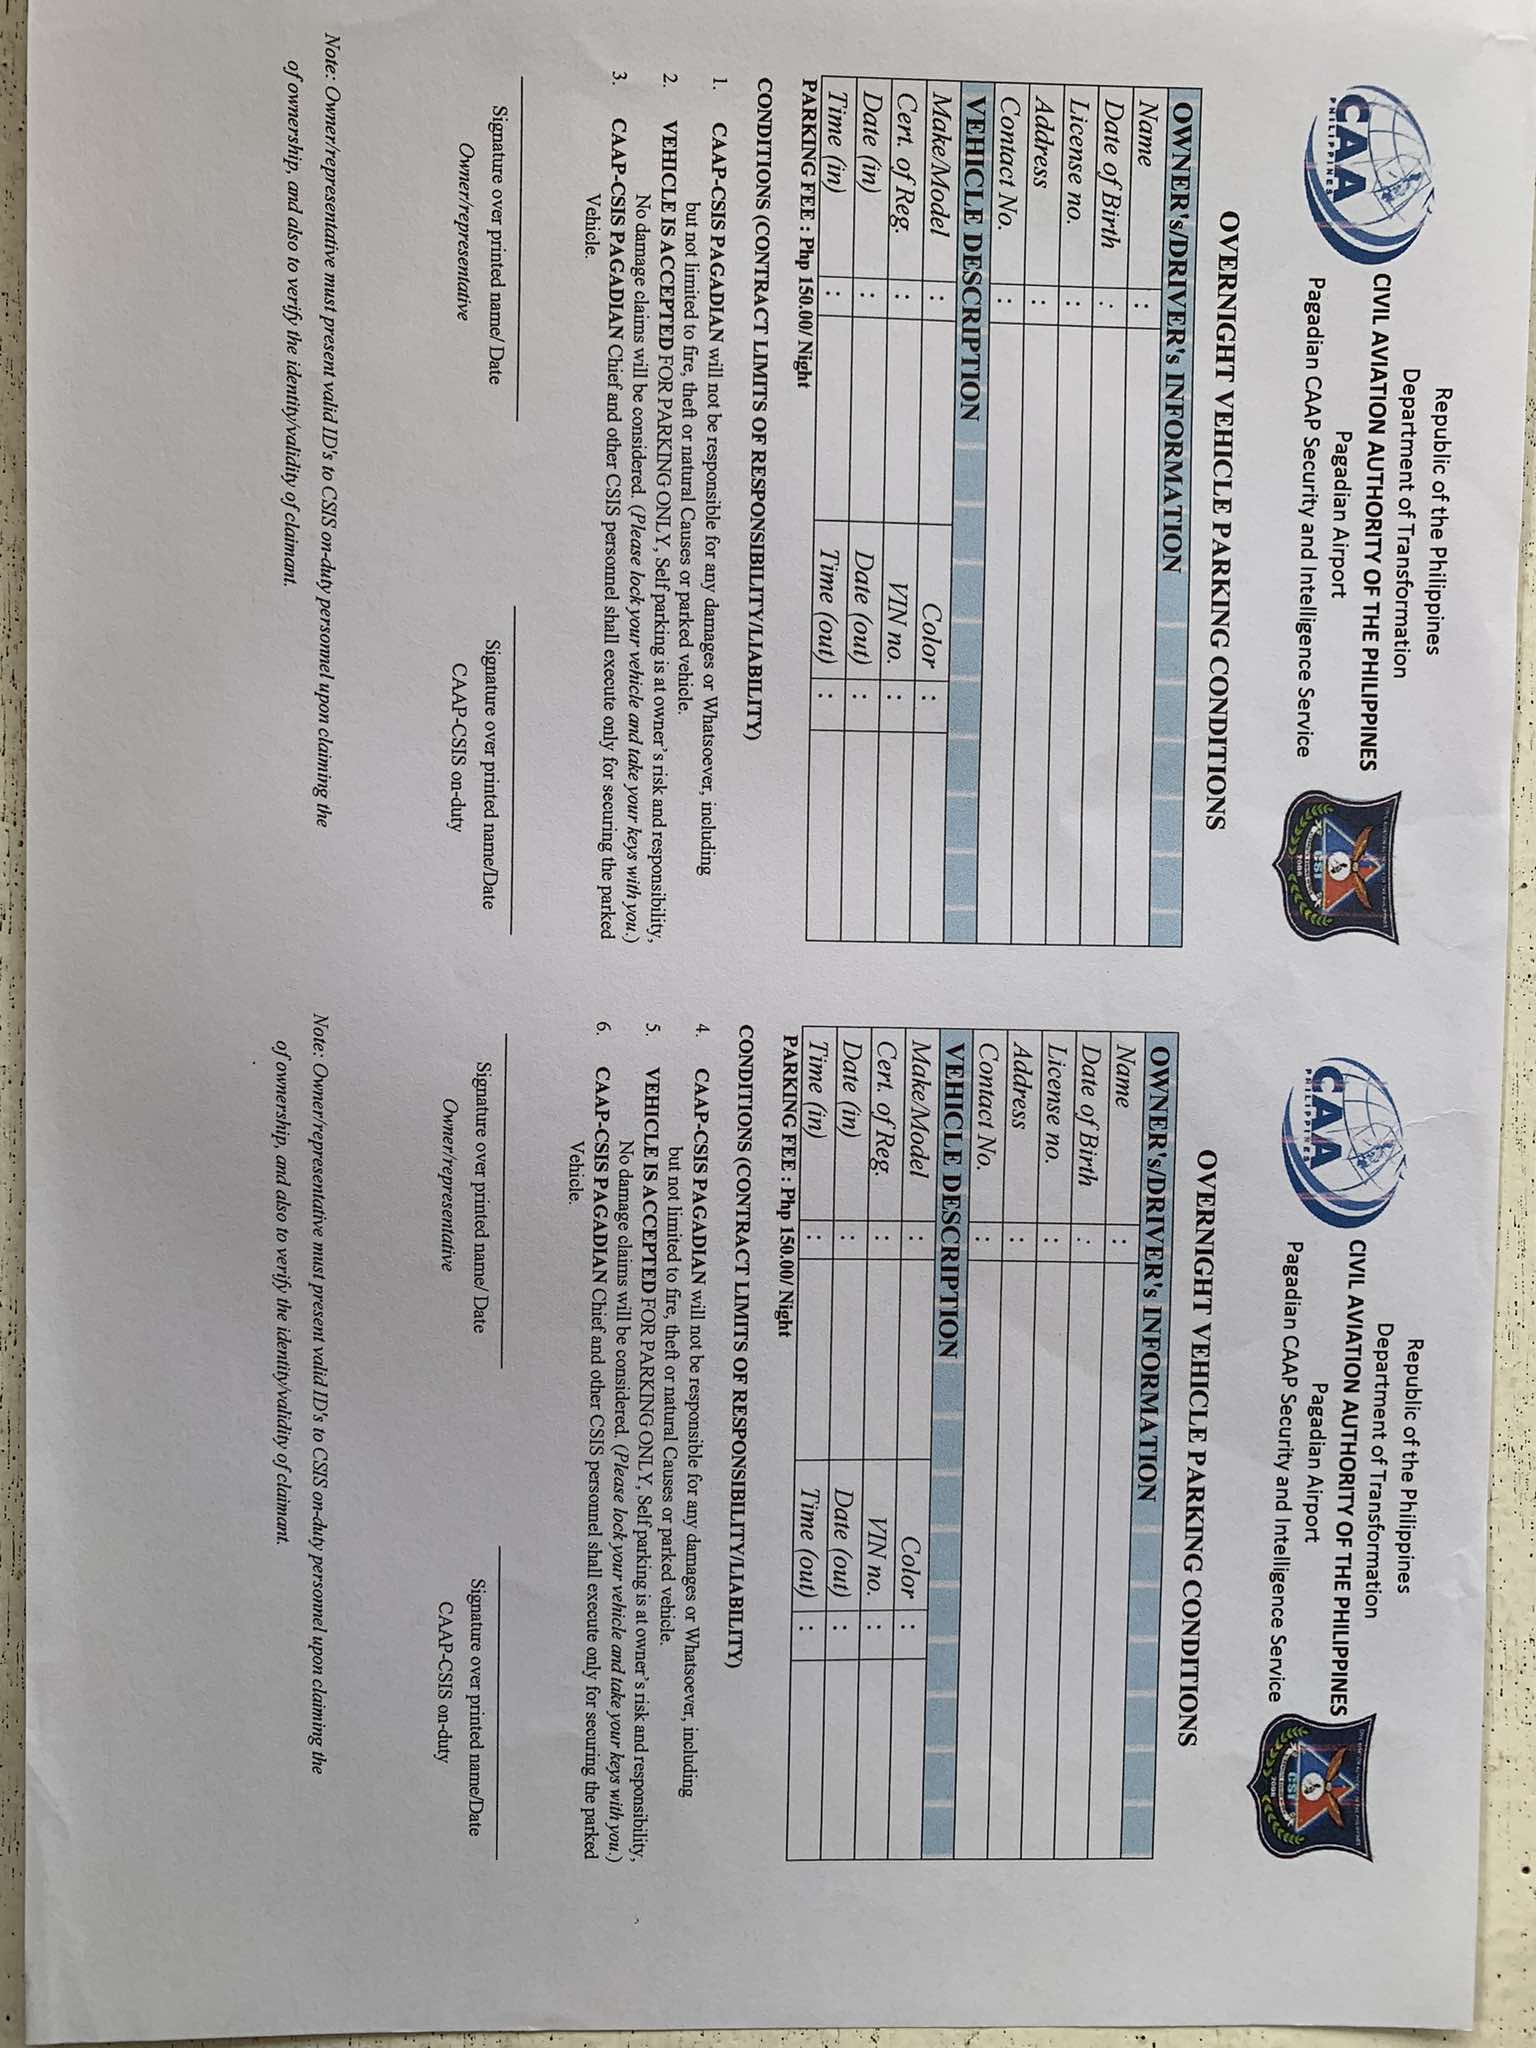 CAA
PHILIPPINES
Republic of the Philippines
Department of Transformation
CIVIL AVIATION AUTHORITY OF THE PHILIPPINES
Pagadian Airport
Pagadian CAAP Security and Intelligence Service
CSI
2008
OVERNIGHT VEHICLE PARKING CONDITIONS
OWNER's/DRIVER's INFORMATION
Name :
Date of Birth :
License no. :
Address :
Contact No. :
VEHICLE DESCRIPTION
Make/Model : Color :
Cert. of Reg. : VIN no. :
Date (in) : Date (out) :
Time (in) : Time (out) :
PARKING FEE : Php 150.00/ Night
CONDITIONS (CONTRACT LIMITS OF RESPONSIBILITY/LIABILITY)
1. CAAP-CSIS PAGADIAN will not be responsible for any damages or Whatsoever, including
but not limited to fire, theft or natural Causes or parked vehicle.
2. VEHICLE IS ACCEPTED FOR PARKING ONLY, Self parking is at owner's risk and responsibility,
No damage claims will be considered. (Please lock your vehicle and take your keys with you.)
3. CAAP-CSIS PAGADIAN Chief and other CSIS personnel shall execute only for securing the parked
Vehicle.
Signature over printed name/ Date
Owner/representative
Signature over printed name/Date
CAAP-CSIS on-duty
Note: Owner/representative must present valid ID's to CSIS on-duty personnel upon claiming the
of ownership, and also to verify the identity/validity of claimant.
CAA
PHILIPPINES
Republic of the Philippines
Department of Transformation
CIVIL AVIATION AUTHORITY OF THE PHILIPPINES
Pagadian Airport
Pagadian CAAP Security and Intelligence Service
CSI
2008
OVERNIGHT VEHICLE PARKING CONDITIONS
OWNER's/DRIVER's INFORMATION
Name :
Date of Birth :
License no. :
Address :
Contact No. :
VEHICLE DESCRIPTION
Make/Model : Color :
Cert. of Reg. : VIN no. :
Date (in) : Date (out) :
Time (in) : Time (out) :
PARKING FEE : Php 150.00/ Night
CONDITIONS (CONTRACT LIMITS OF RESPONSIBILITY/LIABILITY)
4. CAAP-CSIS PAGADIAN will not be responsible for any damages or Whatsoever, including
but not limited to fire, theft or natural Causes or parked vehicle.
5. VEHICLE IS ACCEPTED FOR PARKING ONLY, Self parking is at owner's risk and responsibility,
No damage claims will be considered. (Please lock your vehicle and take your keys with you.)
6. CAAP-CSIS PAGADIAN Chief and other CSIS personnel shall execute only for securing the parked
Vehicle.
Signature over printed name/ Date
Owner/representative
Signature over printed name/Date
CAAP-CSIS on-duty
Note: Owner/representative must present valid ID's to CSIS on-duty personnel upon claiming the
of ownership, and also to verify the identity/validity of claimant.